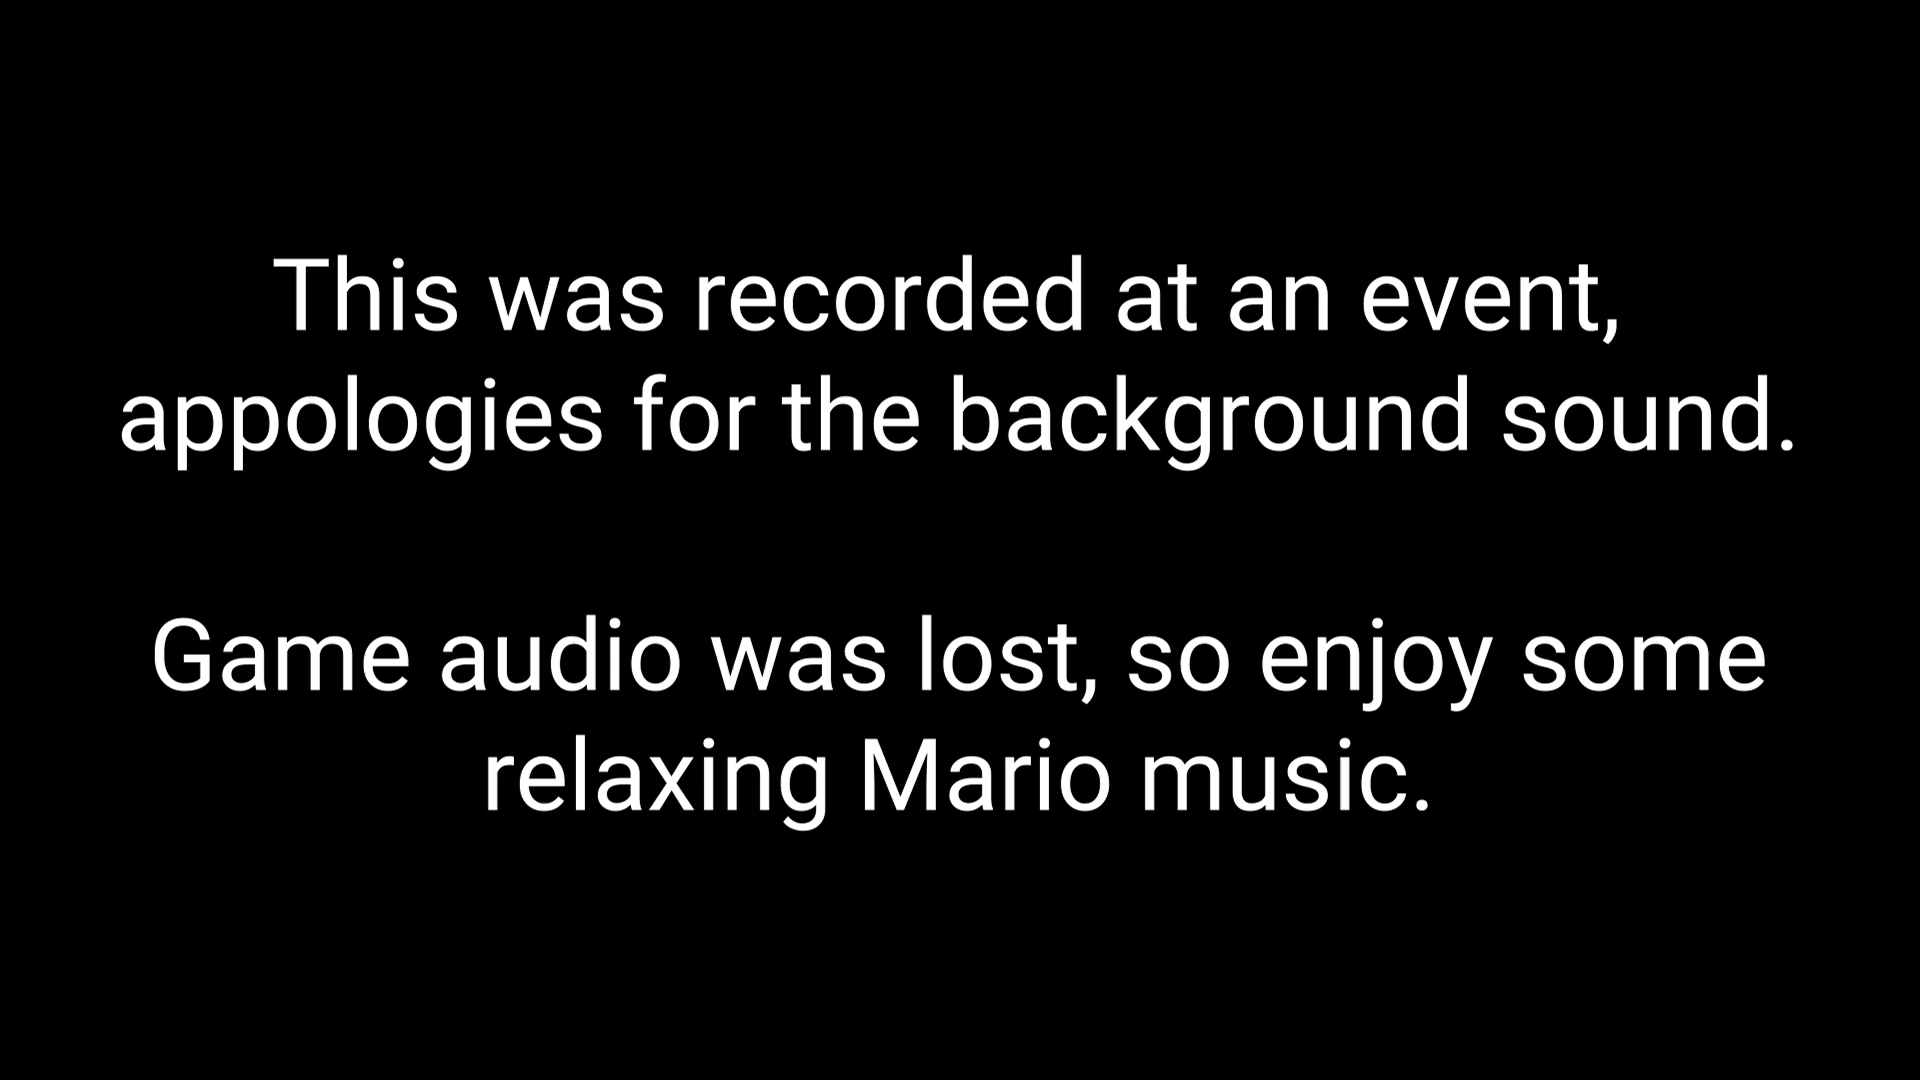 This was recorded at an event,
appologies for the background sound.
Game audio was lost, so enjoy some
relaxing Mario music.